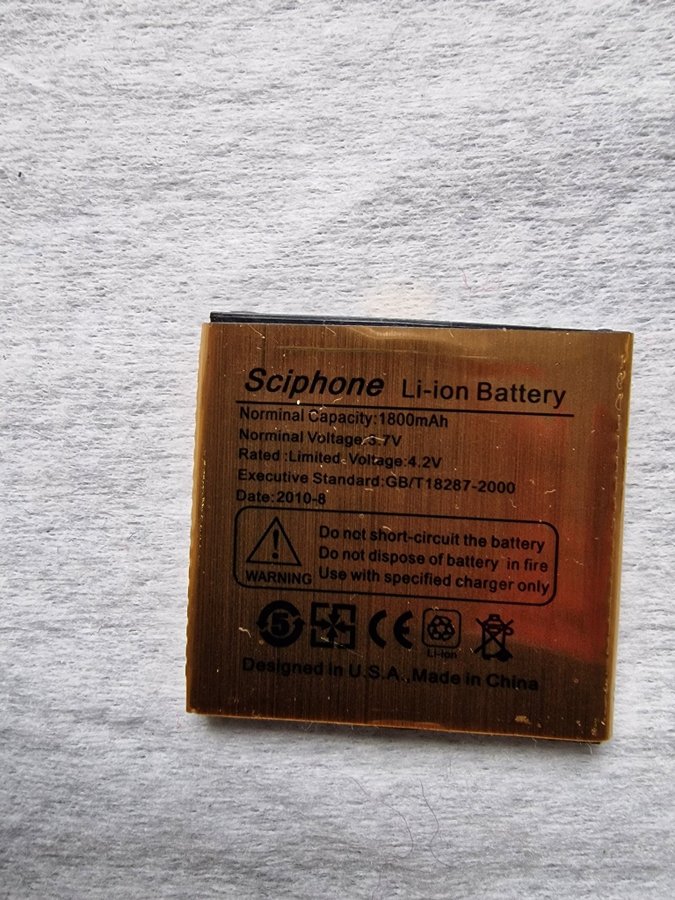 Sciphone Li-ion Battery
Norminal Capacity:1800mAh
Norminal Voltage:3.7V
Rated :Limited Voltage:4.2V
Executive Standard:GB/T18287-2000
Date:2010-8
Do not short-circuit the battery
Do not dispose of battery in fire
WARNING Use with specified charger only
5 CE
Li-ion
Designed in U.S.A.,Made in China